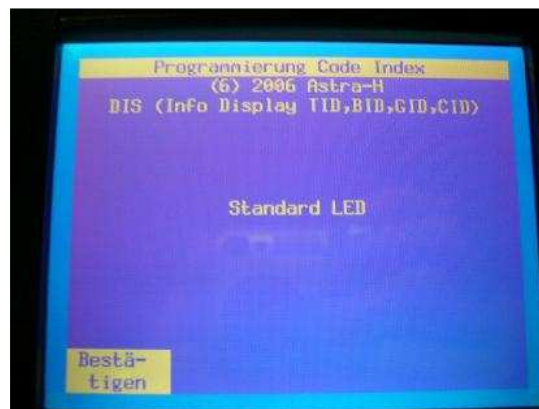 Programmierung Code Index
(6) 2006 Astra-H
DIS (Info Display TID,BID,GID,CID)
Standard LED
Bestä-
tigen